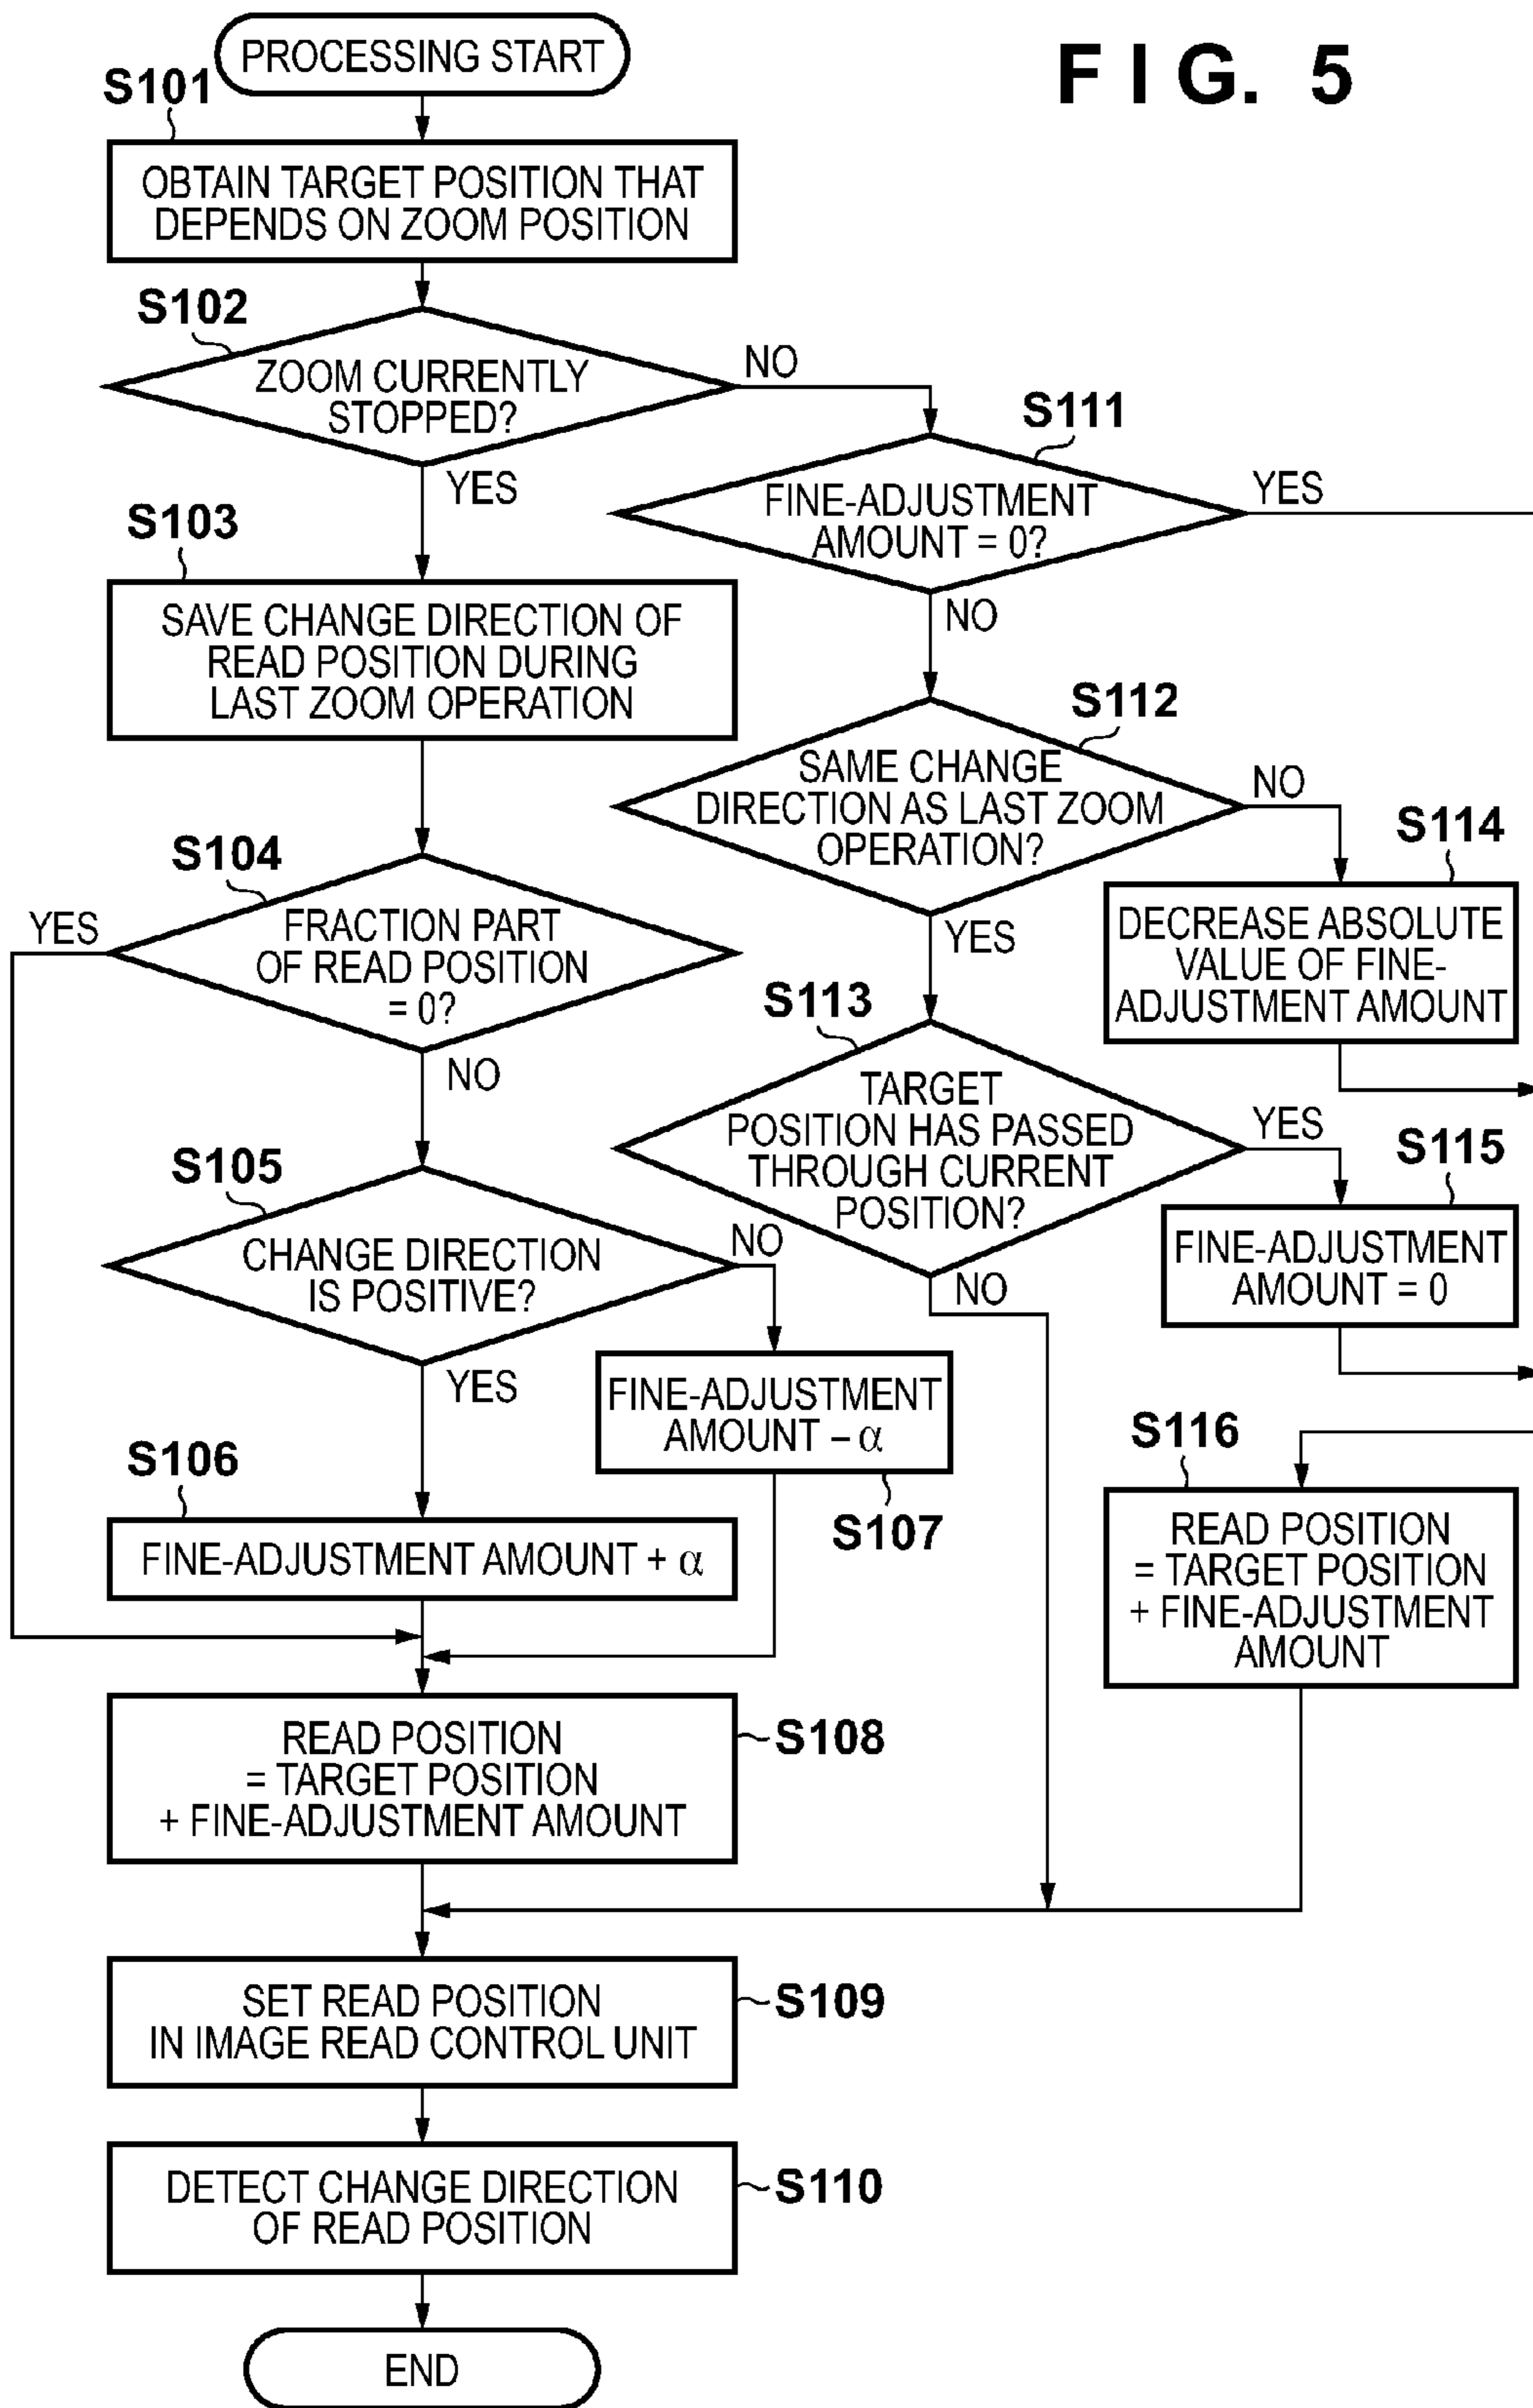 FIG. 5
PROCESSING START
S101
OBTAIN TARGET POSITION THAT
DEPENDS ON ZOOM POSITION
S102
ZOOM CURRENTLY
STOPPED?
NO
YES
S103
SAVE CHANGE DIRECTION OF
READ POSITION DURING
LAST ZOOM OPERATION
S104
FRACTION PART
OF READ POSITION
= 0?
YES
NO
S105
CHANGE DIRECTION
IS POSITIVE?
NO
YES
S106
FINE-ADJUSTMENT AMOUNT + α
FINE-ADJUSTMENT
AMOUNT – α
S107
READ POSITION
= TARGET POSITION
+ FINE-ADJUSTMENT AMOUNT
S108
SET READ POSITION
IN IMAGE READ CONTROL UNIT
S109
DETECT CHANGE DIRECTION
OF READ POSITION
S110
END
S111
FINE-ADJUSTMENT
AMOUNT = 0?
YES
NO
S112
SAME CHANGE
DIRECTION AS LAST ZOOM
OPERATION?
NO
YES
S114
DECREASE ABSOLUTE
VALUE OF FINE-
ADJUSTMENT AMOUNT
S113
TARGET
POSITION HAS PASSED
THROUGH CURRENT
POSITION?
YES
NO
S115
FINE-ADJUSTMENT
AMOUNT = 0
S116
READ POSITION
= TARGET POSITION
+ FINE-ADJUSTMENT
AMOUNT